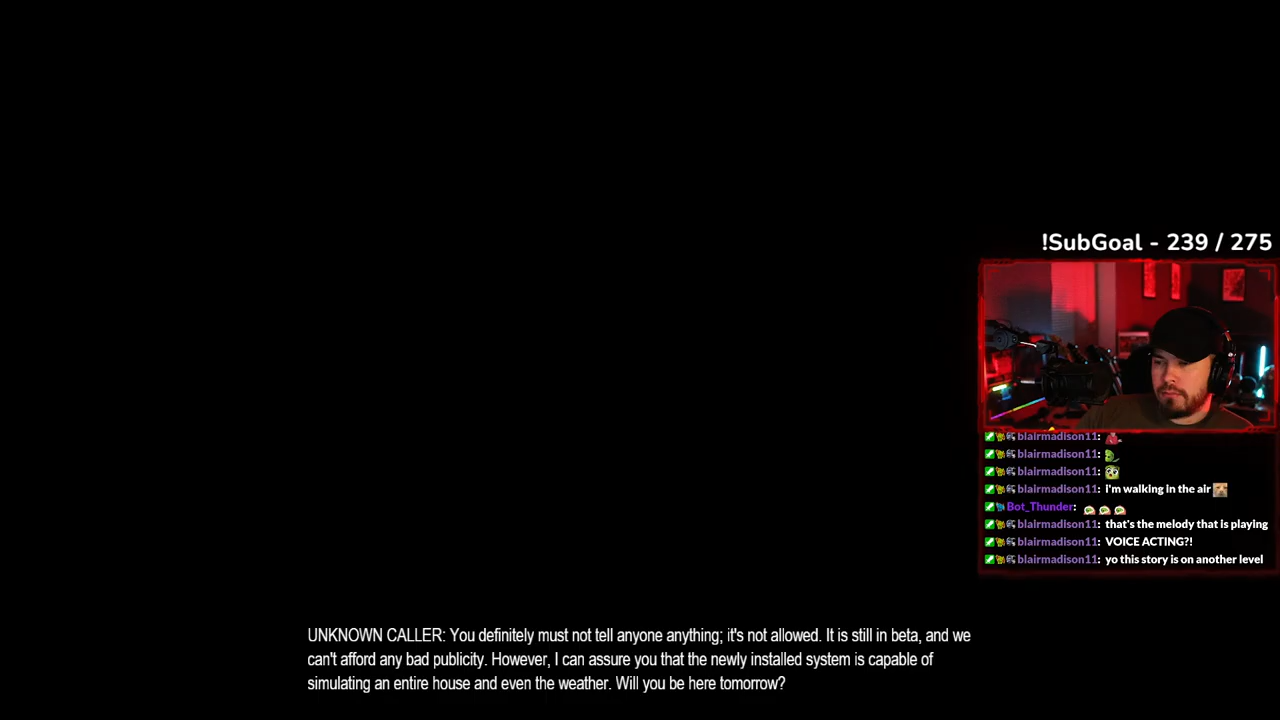 !SubGoal - 239 / 275
blairmadison11:
blairmadison11:
blairmadison11:
blairmadison11: i'm walking in the air
Bot_Thunder:
blairmadison11: that's the melody that is playing
blairmadison11: VOICE ACTING?!
blairmadison11: yo this story is on another level
UNKNOWN CALLER: You definitely must not tell anyone anything; it's not allowed. It is still in beta, and we
can't afford any bad publicity. However, I can assure you that the newly installed system is capable of
simulating an entire house and even the weather. Will you be here tomorrow?